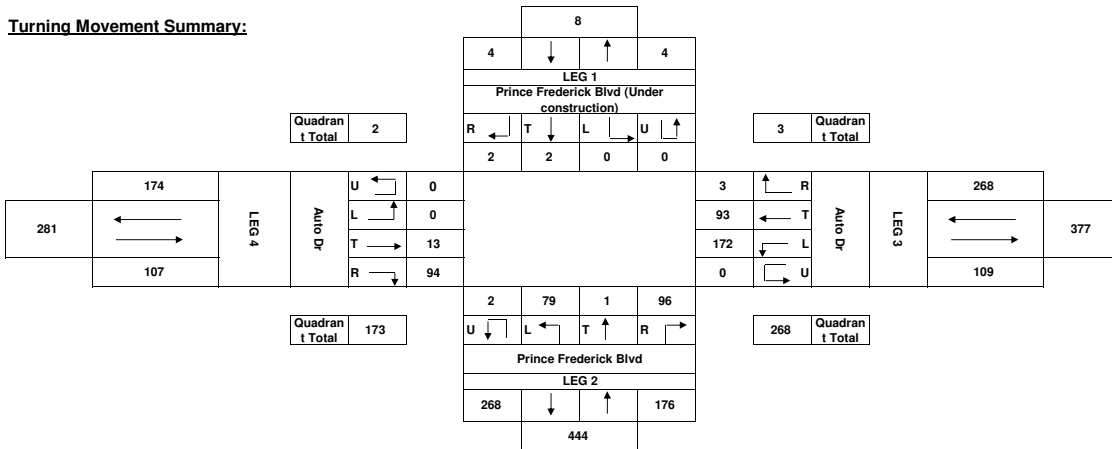 Turning Movement Summary:
8
4 4
LEG 1
Prince Frederick Blvd (Under
construction)
Quadran
t Total 2
R T L U
3 Quadran
t Total
2 2 0 0
174
281
107
LEG 4
Auto Dr
U 0
L 0
T 13
R 94
3 R
93 T
172 L
0 U
Auto Dr
LEG 3
268
377
109
2 79 1 96
U L T R
Quadran
t Total 173
268 Quadran
t Total
Prince Frederick Blvd
LEG 2
268 176
444